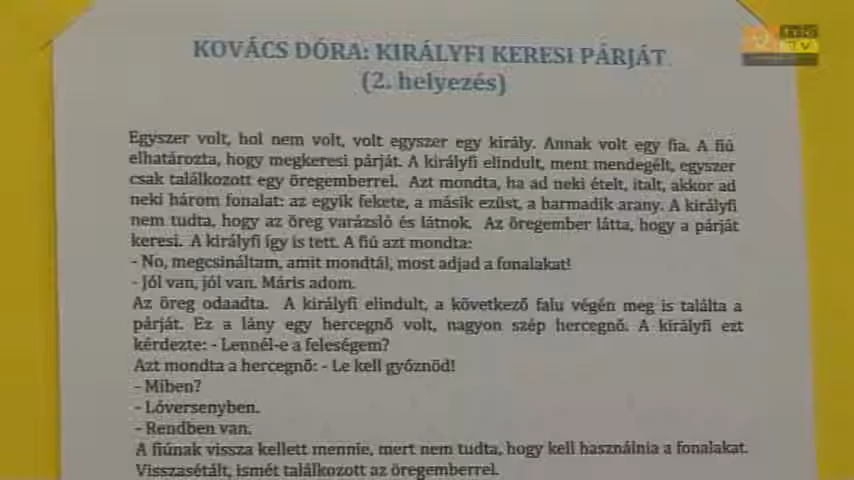 KOVÁCS DÓRA: KIRÁLYFI KERESI PÁRJÁT
(2. helyezés)
Egyszer volt, hol nem volt, volt egyszer egy király. Annak volt egy fia. A fiú
elhatározta, hogy megkeresi párját. A királyfi elindult, ment mendegélt, egyszer
csak találkozott egy öregemberrel. Azt mondta, ha ad neki ételt, italt, akkor ad
neki három fonalat: az egyik fekete, a másik ezüst, a harmadik arany. A királyfi
nem tudta, hogy az öreg varázsló és látnok. Az öregember látta, hogy a párját
keresi. A királyfi így is tett. A fiú azt mondta:
- No, megcsináltam, amit mondtál, most adjad a fonalakat!
- Jól van, jól van. Máris adom.
Az öreg odaadta. A királyfi elindult, a következő falu végén meg is találta a
párját. Ez a lány egy hercegnő volt, nagyon szép hercegnő. A királyfi ezt
kérdezte: - Lennél-e a feleségem?
Azt mondta a hercegnő: - Le kell győznöd!
- Miben?
- Lóversenyben.
- Rendben van.
A fiúnak vissza kellett mennie, mert nem tudta, hogy kell használnia a fonalakat.
Visszasétált, ismét találkozott az öregemberrel.